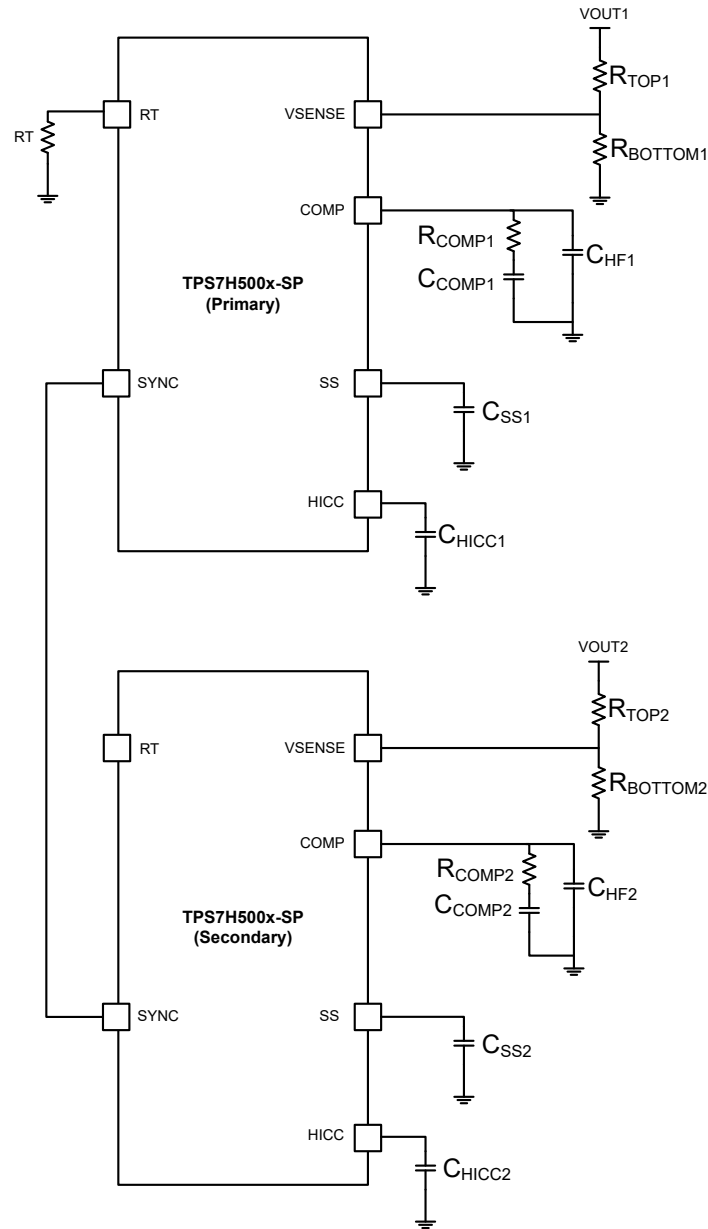 VOUT1
RTOP1
RT
VSENSE
RT
RBOTTOM1
COMP
RCOMP1
CHF1
CCOMP1
TPS7H500x-SP
(Primary)
SYNC
SS
CSS1
HICC
CHICC1
VOUT2
RTOP2
RT
VSENSE
RBOTTOM2
COMP
RCOMP2
CHF2
CCOMP2
TPS7H500x-SP
(Secondary)
SYNC
SS
CSS2
HICC
CHICC2